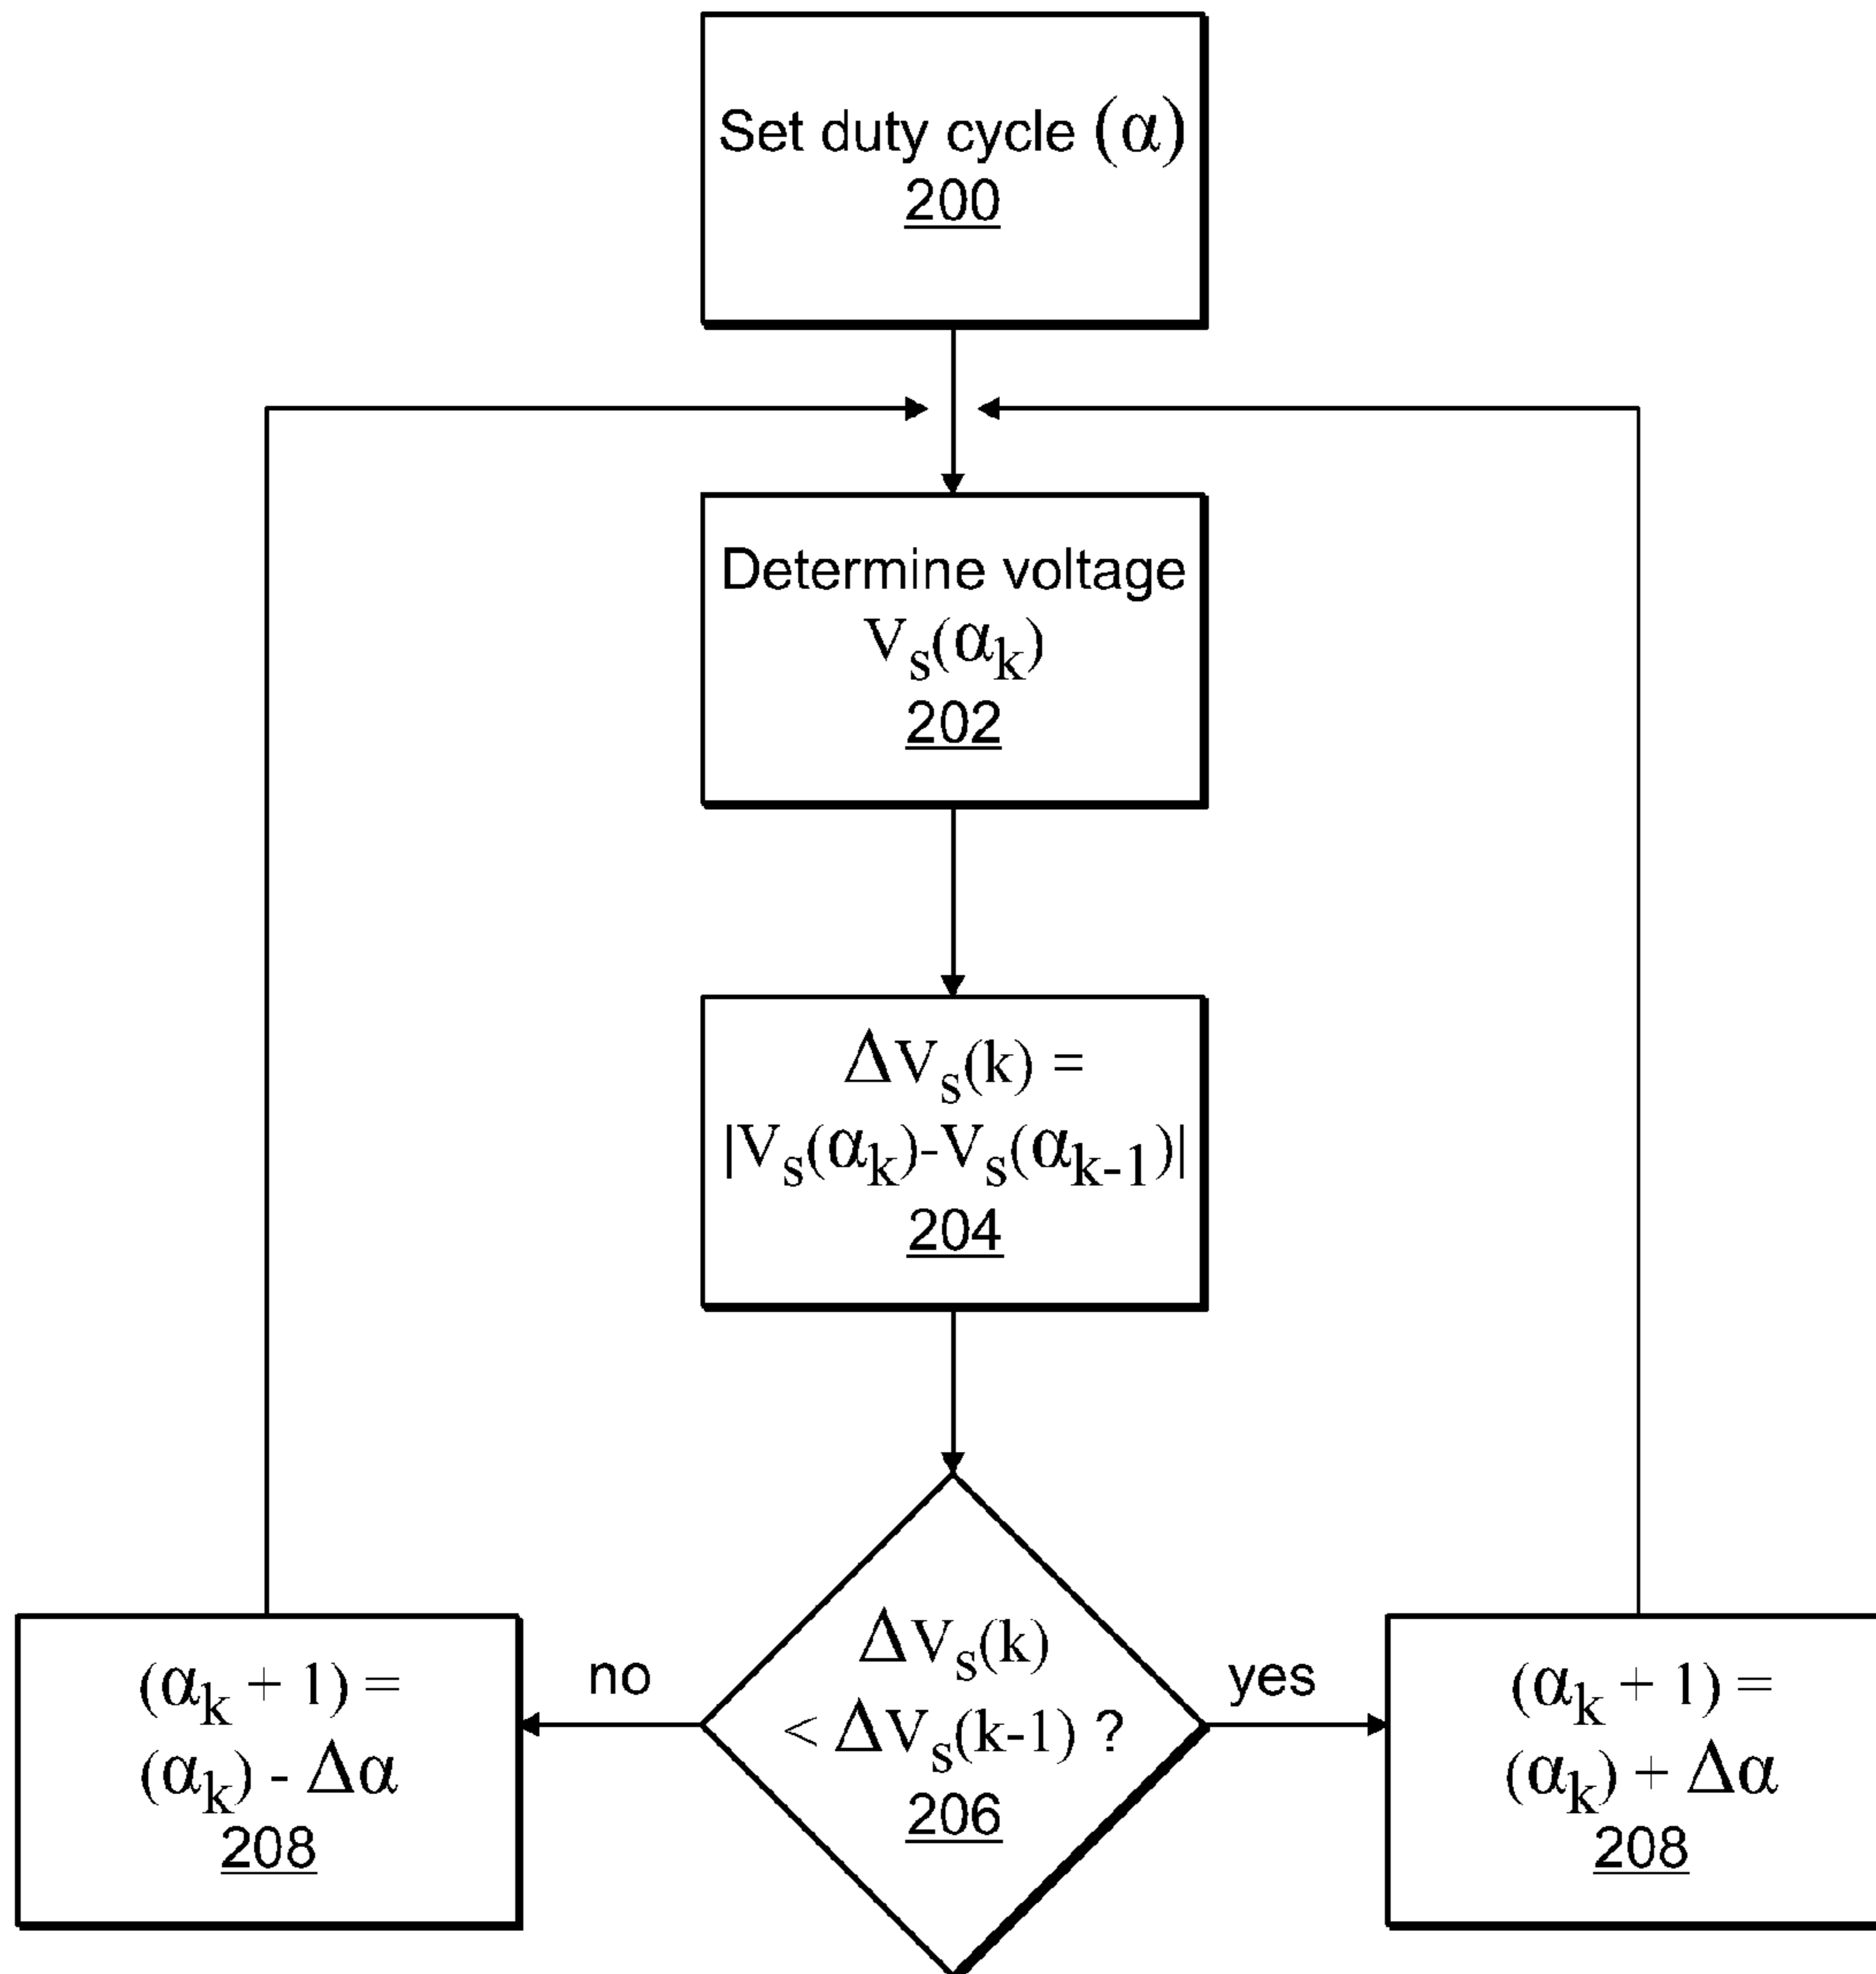 Set duty cycle (α)
200
Determine voltage
Vₛ(αₖ)
202
ΔVₛ(k) =
|Vₛ(αₖ)-Vₛ(αₖ₋₁)|
204
ΔVₛ(k)
< ΔVₛ(k-1) ?
206
no
(αₖ + 1) =
(αₖ) - Δα
208
yes
(αₖ + 1) =
(αₖ) + Δα
208